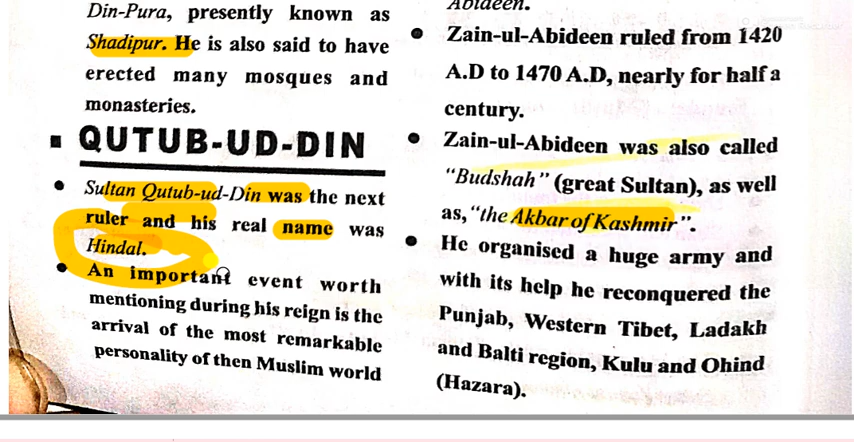 Din-Pura, presently known as
Shadipur. He is also said to have
erected many mosques and
monasteries.
▪ QUTUB-UD-DIN
• Sultan Qutub-ud-Din was the next
ruler and his real name was
Hindal.
• An important event worth
mentioning during his reign is the
arrival of the most remarkable
personality of then Muslim world
Abideen.
• Zain-ul-Abideen ruled from 1420
A.D to 1470 A.D, nearly for half a
century.
• Zain-ul-Abideen was also called
"Budshah" (great Sultan), as well
as, "the Akbar of Kashmir".
• He organised a huge army and
with its help he reconquered the
Punjab, Western Tibet, Ladakh
and Balti region, Kulu and Ohind
(Hazara).